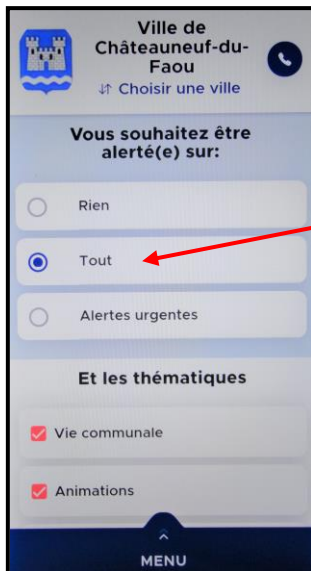 Ville de
Châteauneuf-du-
Faou
Choisir une ville
Vous souhaitez être
alerté(e) sur:
Rien
Tout
Alertes urgentes
Et les thématiques
Vie communale
Animations
MENU